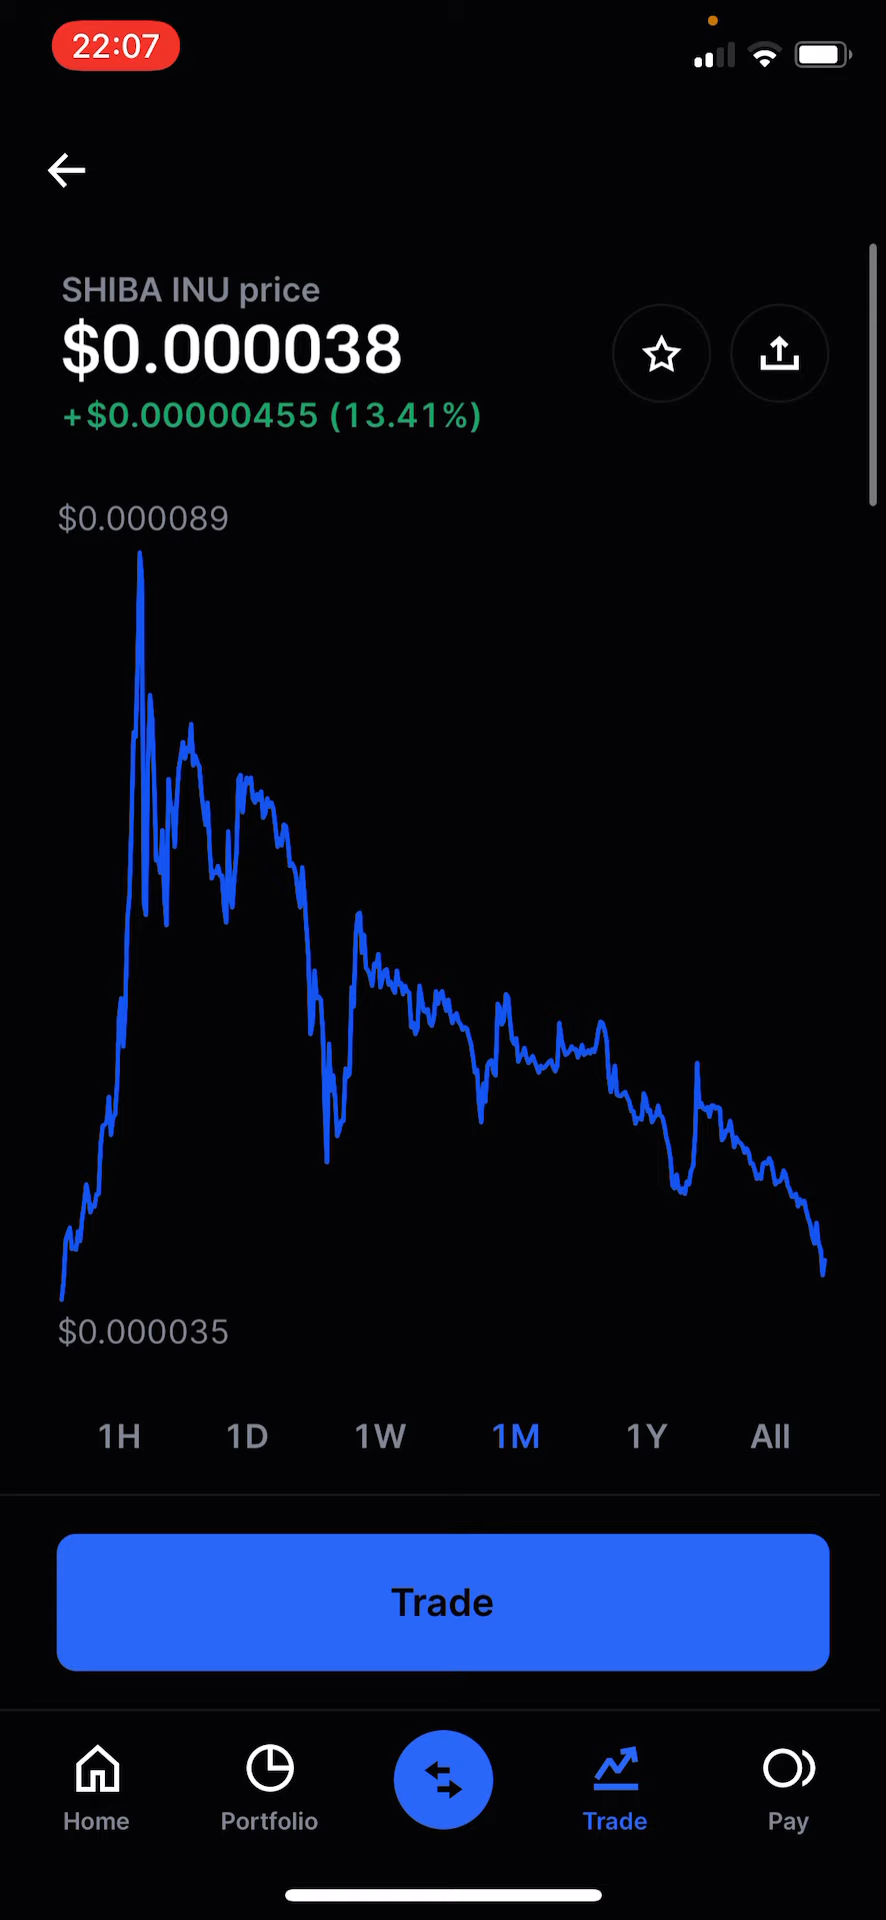 22:07
SHIBA INU price
$0.000038
+$0.00000455 (13.41%)
$0.000089
$0.000035
1H 1D 1W 1M 1Y All
Trade
Home Portfolio Trade Pay